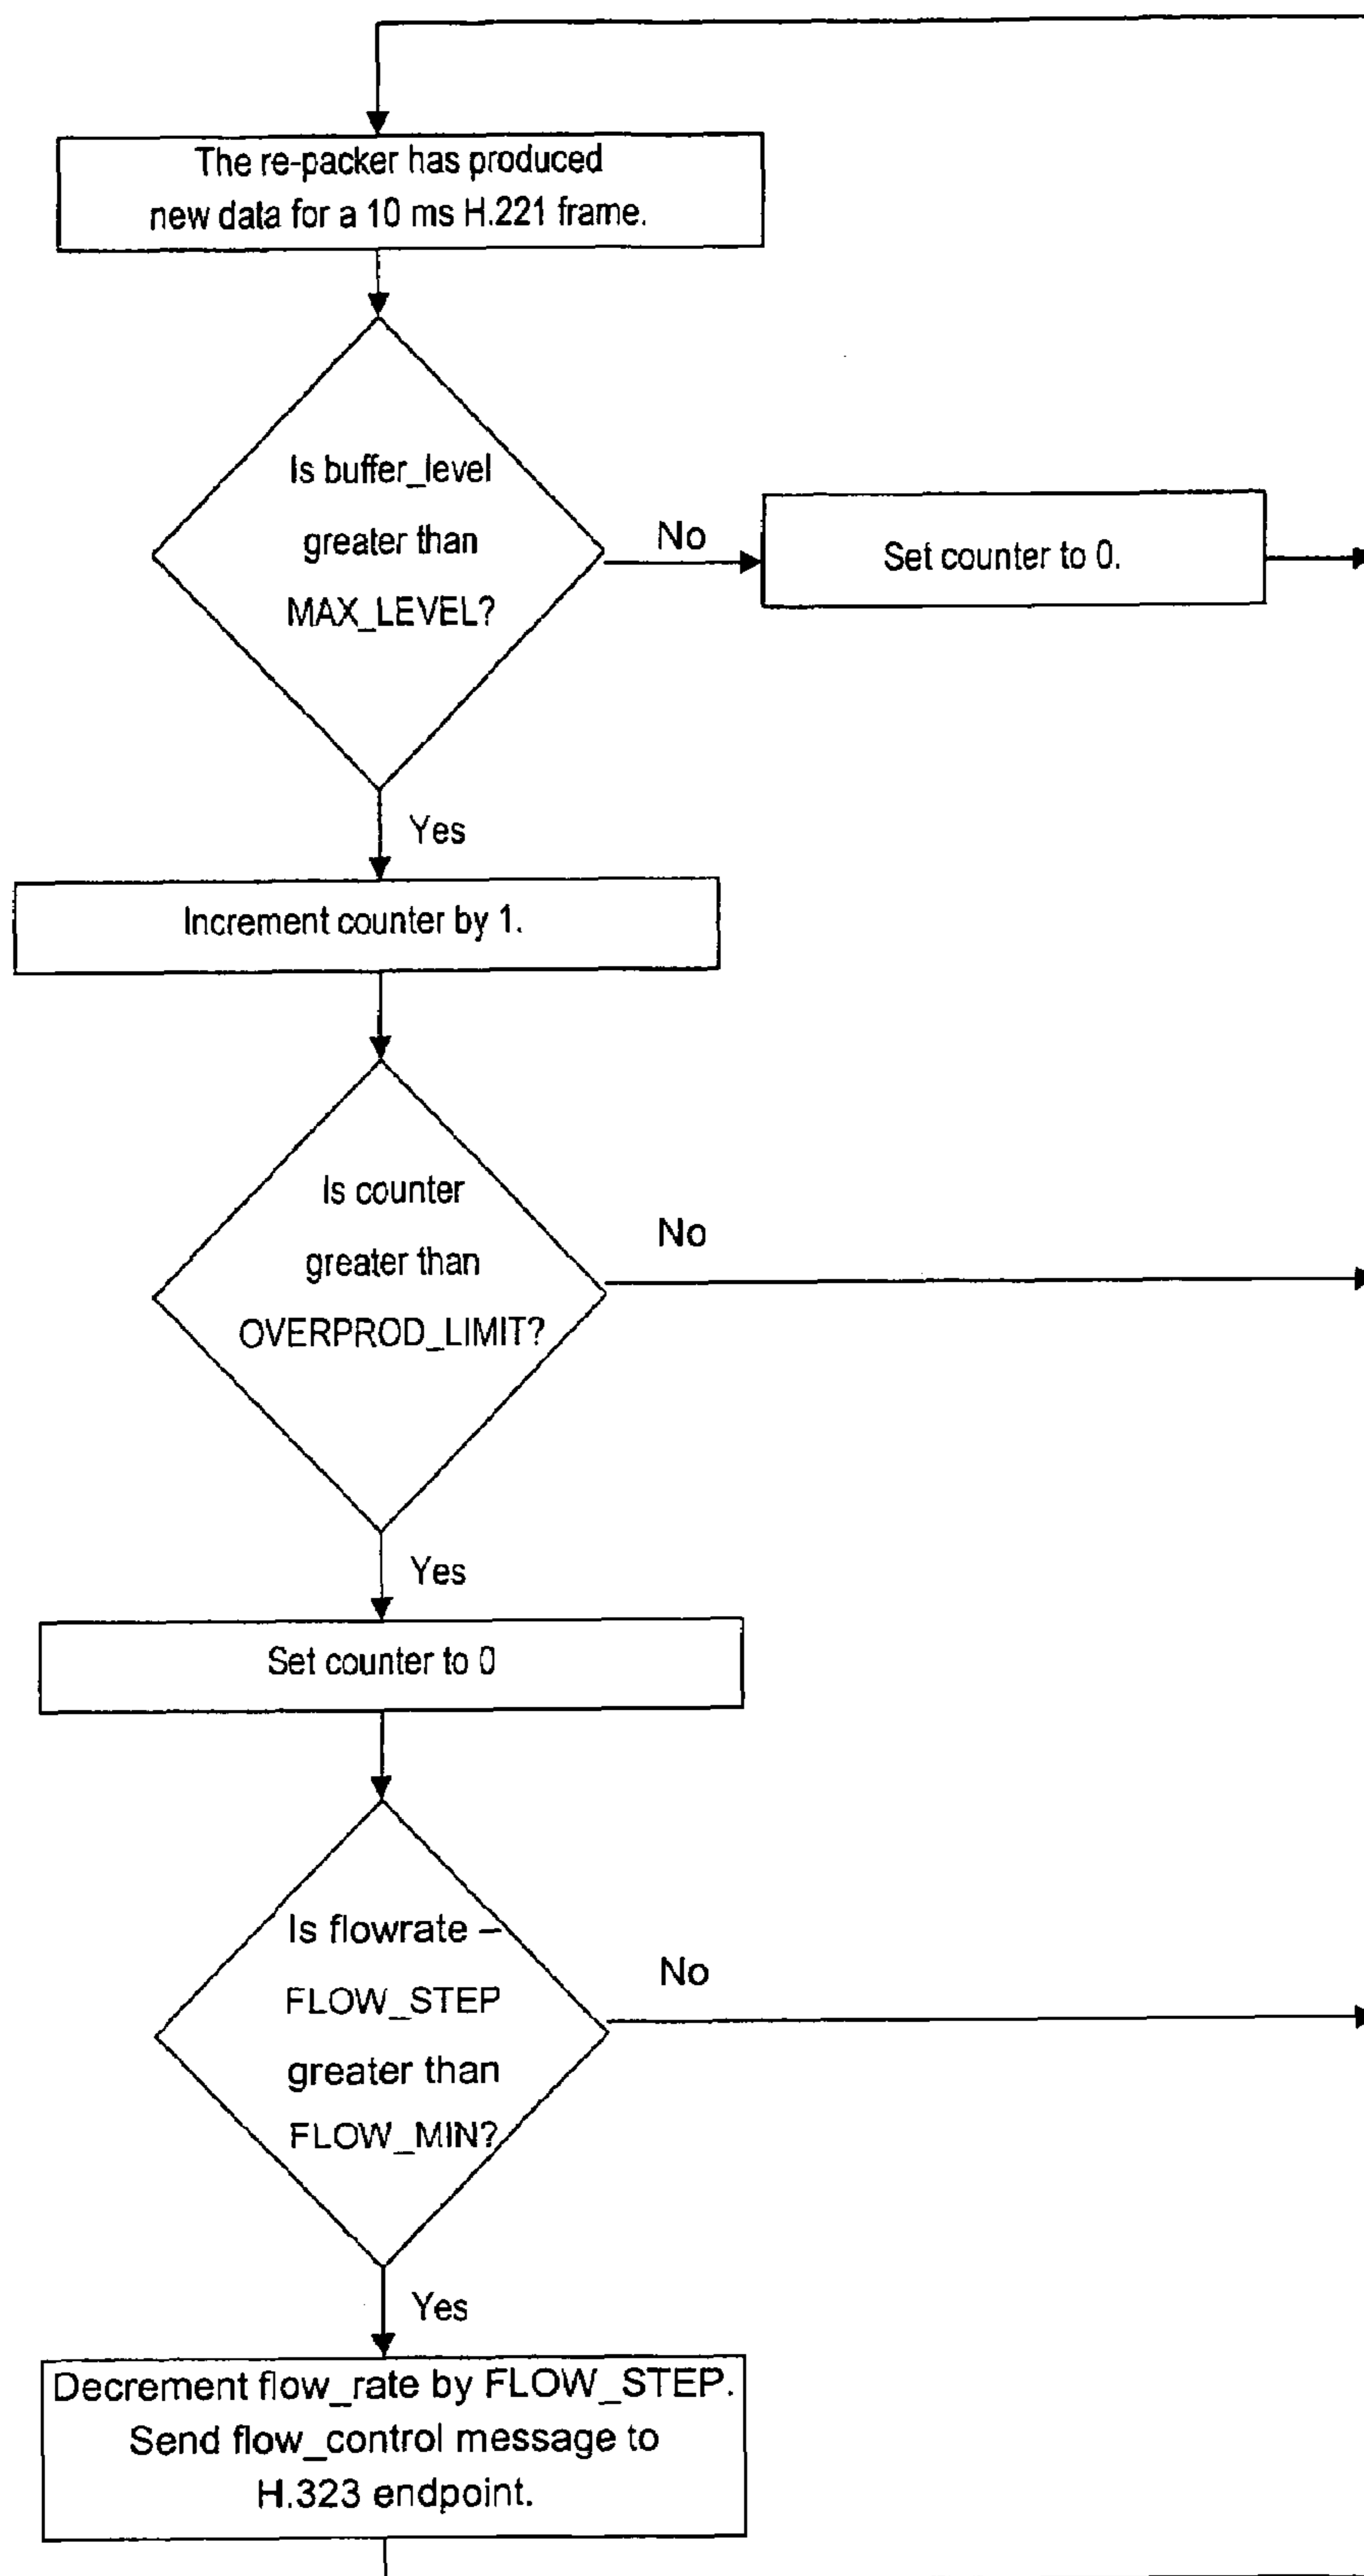 The re-packer has produced
new data for a 10 ms H.221 frame.
Is buffer_level
greater than
MAX_LEVEL?
No
Set counter to 0.
Yes
Increment counter by 1.
Is counter
greater than
OVERPROD_LIMIT?
No
Yes
Set counter to 0
Is flowrate –
FLOW_STEP
greater than
FLOW_MIN?
No
Yes
Decrement flow_rate by FLOW_STEP.
Send flow_control message to
H.323 endpoint.